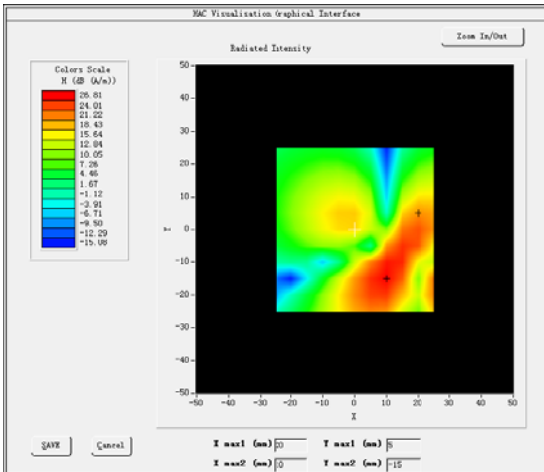 HAC Visualization Graphical Interface
Zoom In/Out
Radiated Intensity
Colors Scale
H (dB (A/m))
26.81
24.01
21.22
18.43
15.64
12.84
10.05
7.26
4.46
1.67
-1.12
-3.91
-6.71
-9.50
-12.29
-15.08
50
40
30
20
10
0
-10
-20
-30
-40
-50
Y
-50 -40 -30 -20 -10 0 10 20 30 40 50
X
SAVE
Cancel
X max1 (mm) 20 Y max1 (mm) 5
X max2 (mm) 10 Y max2 (mm) -15